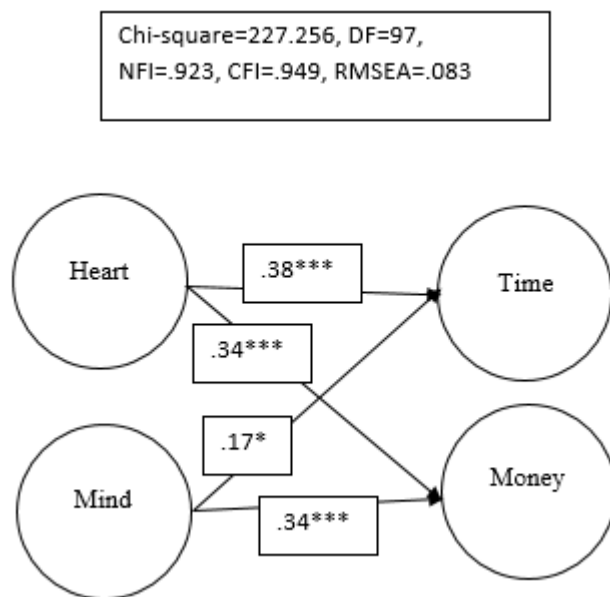 Chi-square=227.256, DF=97,
NFI=.923, CFI=.949, RMSEA=.083
Heart
.38***
Time
.34***
.17*
Mind
.34***
Money